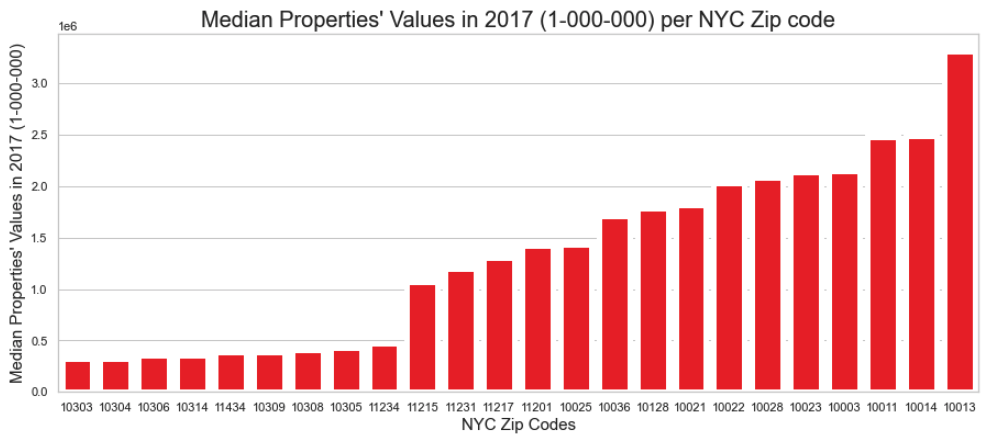 Median Properties' Values in 2017 (1-000-000) per NYC Zip code
1e6
Median Properties' Values in 2017 (1-000-000)
3.0
2.5
2.0
1.5
1.0
0.5
0.0
10303 10304 10306 10314 11434 10309 10308 10305 11234 11215 11231 11217 11201 10025 10036 10128 10021 10022 10028 10023 10003 10011 10014 10013
NYC Zip Codes